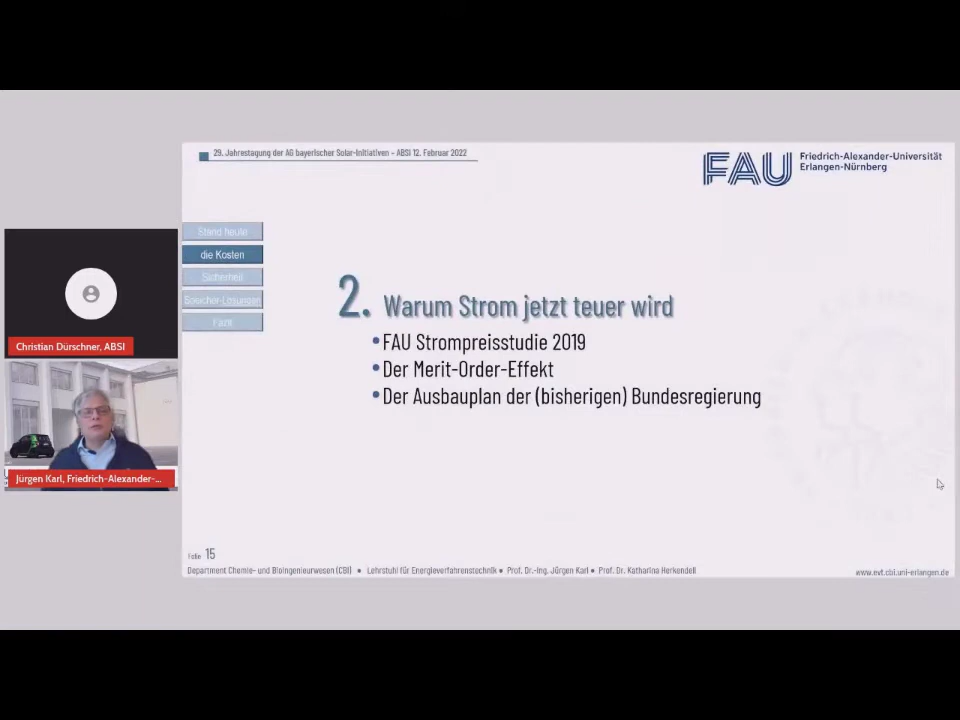 29. Jahrestagung der AG bayerischer Solar-Initiativen – ABSI 12. Februar 2022
FAU Friedrich-Alexander-Universität
Erlangen-Nürnberg
Stand heute
die Kosten
Sicherheit
Speicher-Lösungen
Fazit
2. Warum Strom jetzt teuer wird
•FAU Strompreisstudie 2019
•Der Merit-Order-Effekt
•Der Ausbauplan der (bisherigen) Bundesregierung
Christian Dürschner, ABSI
Jürgen Karl, Friedrich-Alexander-...
Folie 15
Department Chemie- und Bioingenieurwesen (CBI) • Lehrstuhl für Energieverfahrenstechnik • Prof. Dr.-Ing. Jürgen Karl • Prof. Dr. Katharina Herkendell
www.evt.cbi.uni-erlangen.de